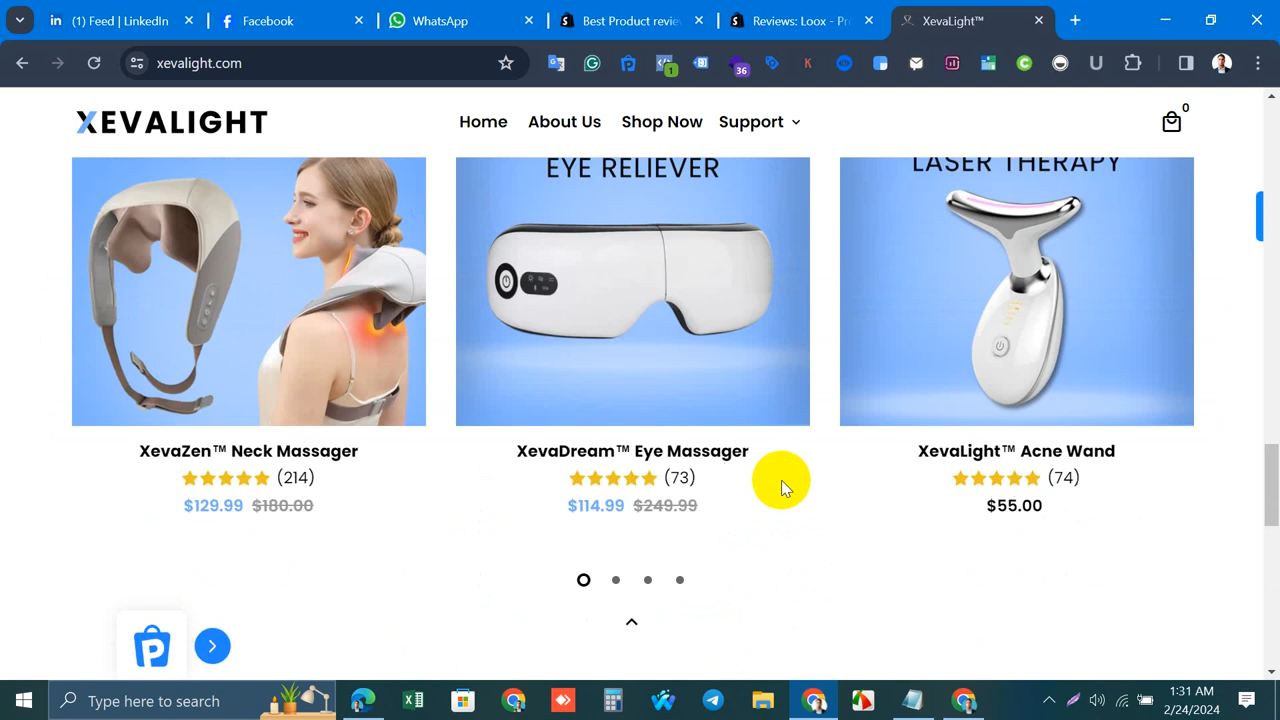 (1) Feed | LinkedIn
Facebook
WhatsApp
Best Product revie
Reviews: Loox - Pr
XevaLight™
xevalight.com
1
36
K
XEVALIGHT
Home
About Us
Shop Now
Support
0
EYE RELIEVER
LASER THERAPY
XevaZen™ Neck Massager
(214)
$129.99 $180.00
XevaDream™ Eye Massager
(73)
$114.99 $249.99
XevaLight™ Acne Wand
(74)
$55.00
Type here to search
1:31 AM
2/24/2024